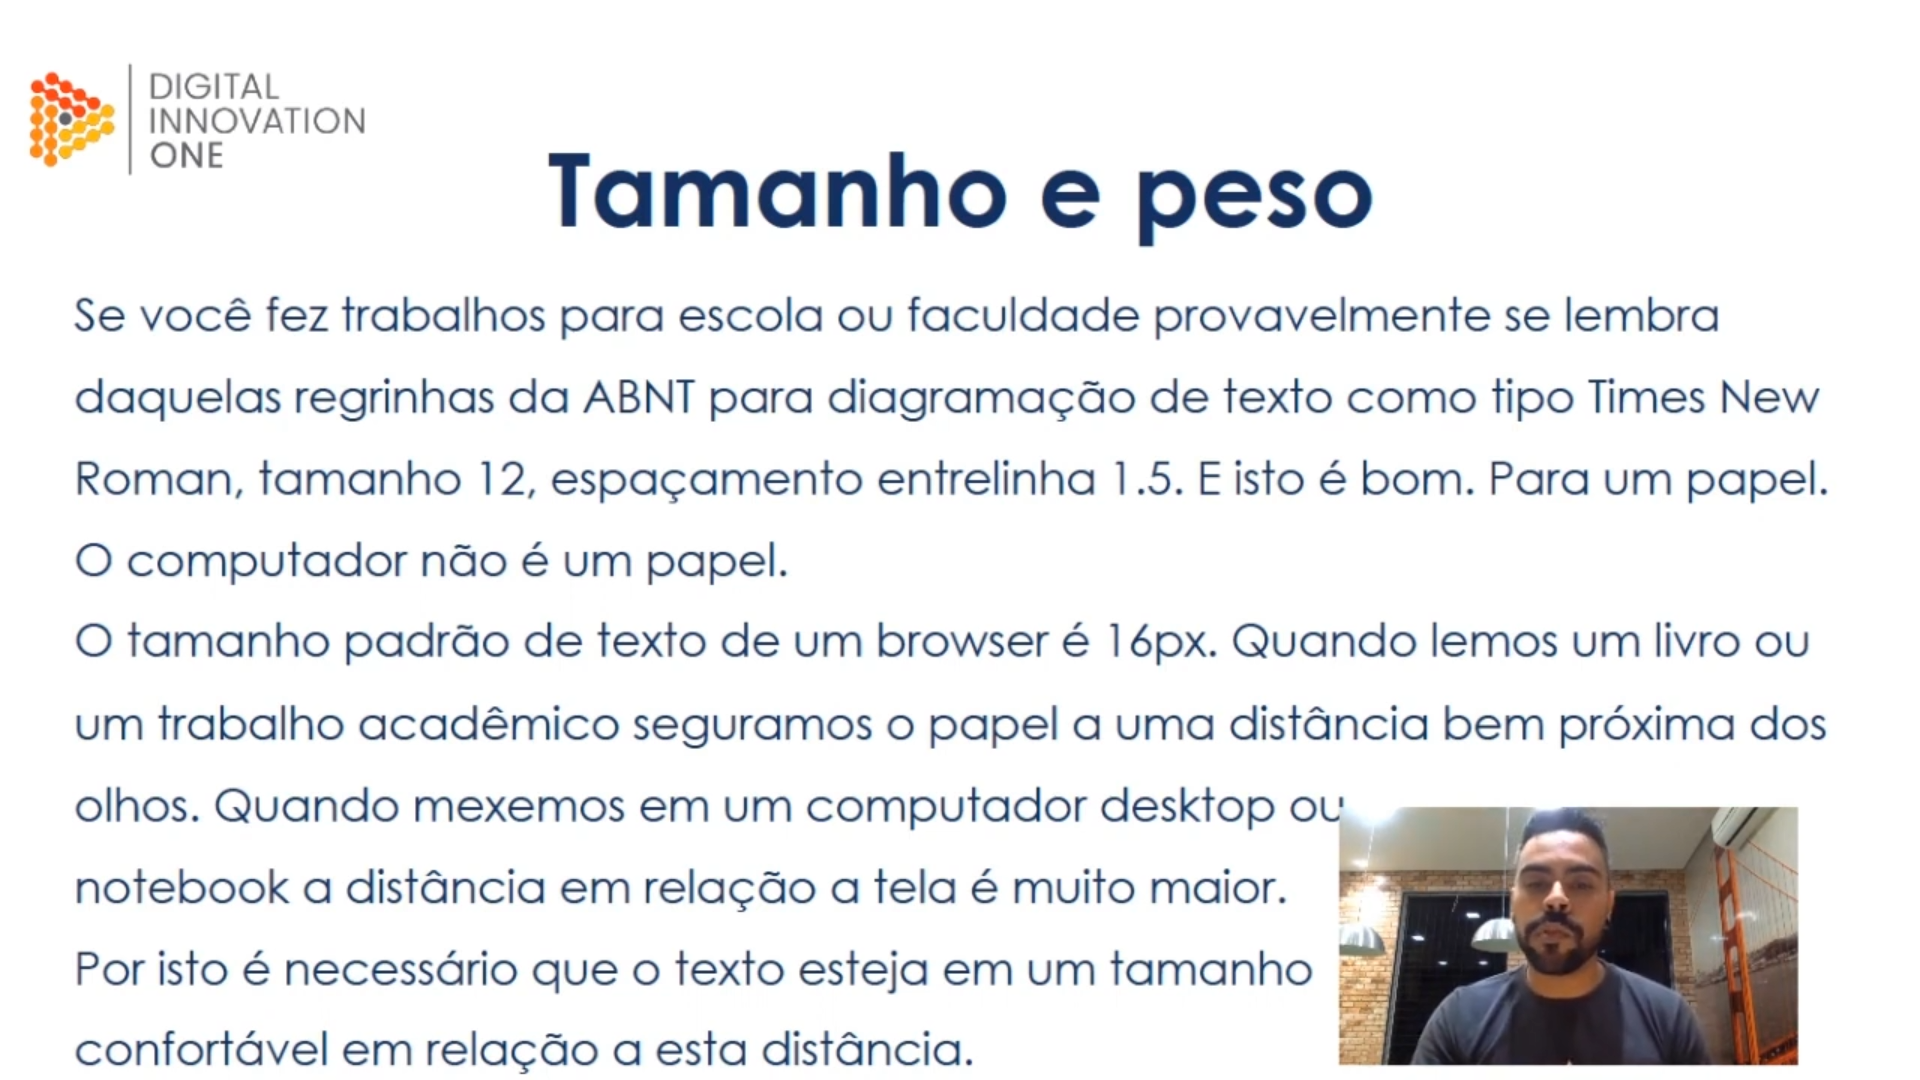 DIGITAL
INNOVATION
ONE
Tamanho e peso
Se você fez trabalhos para escola ou faculdade provavelmente se lembra
daquelas regrinhas da ABNT para diagramação de texto como tipo Times New
Roman, tamanho 12, espaçamento entrelinha 1.5. E isto é bom. Para um papel.
O computador não é um papel.
O tamanho padrão de texto de um browser é 16px. Quando lemos um livro ou
um trabalho acadêmico seguramos o papel a uma distância bem próxima dos
olhos. Quando mexemos em um computador desktop ou
notebook a distância em relação a tela é muito maior.
Por isto é necessário que o texto esteja em um tamanho
confortável em relação a esta distância.